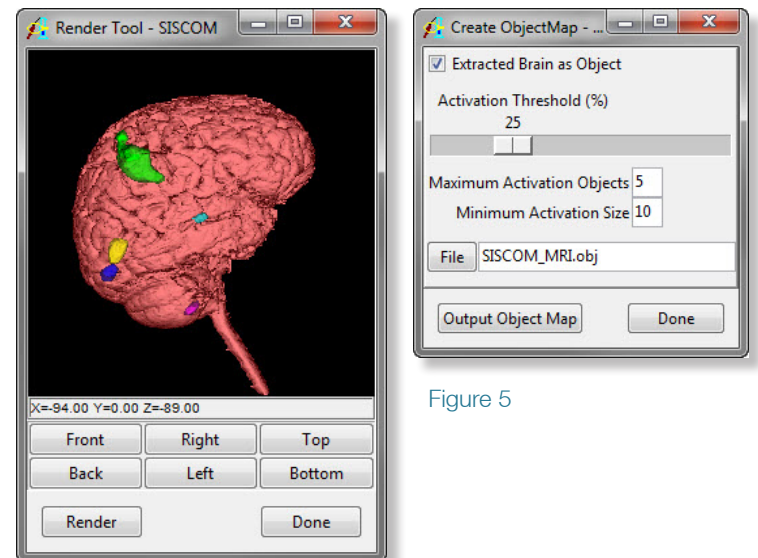 Render Tool - SISCOM
X=-94.00 Y=0.00 Z=-89.00
Front Right Top
Back Left Bottom
Render Done
Create ObjectMap - ...
Extracted Brain as Object
Activation Threshold (%)
25
Maximum Activation Objects 5
Minimum Activation Size 10
File SISCOM_MRI.obj
Output Object Map Done
Figure 5